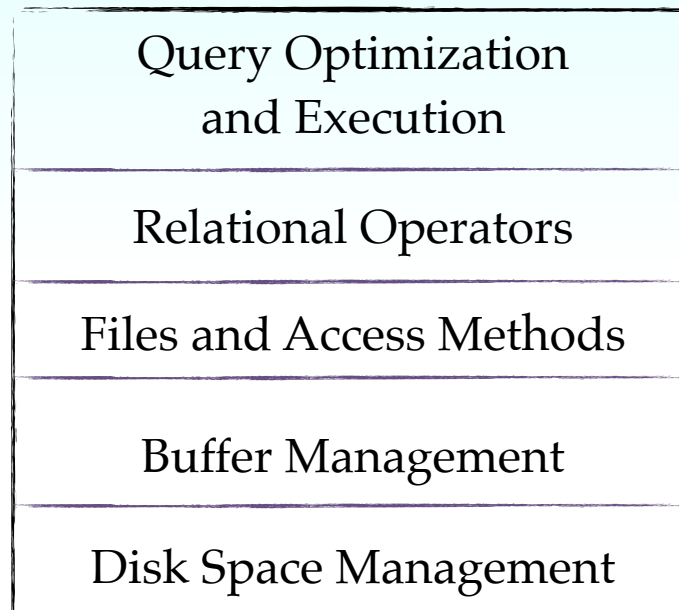 Query Optimization
and Execution
Relational Operators
Files and Access Methods
Buffer Management
Disk Space Management